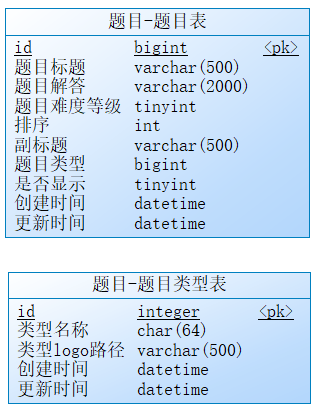 题目-题目表
id bigint <pk>
题目标题 varchar(500)
题目解答 varchar(2000)
题目难度等级 tinyint
排序 int
副标题 varchar(500)
题目类型 bigint
是否显示 tinyint
创建时间 datetime
更新时间 datetime
题目-题目类型表
id integer <pk>
类型名称 char(64)
类型logo路径 varchar(500)
创建时间 datetime
更新时间 datetime